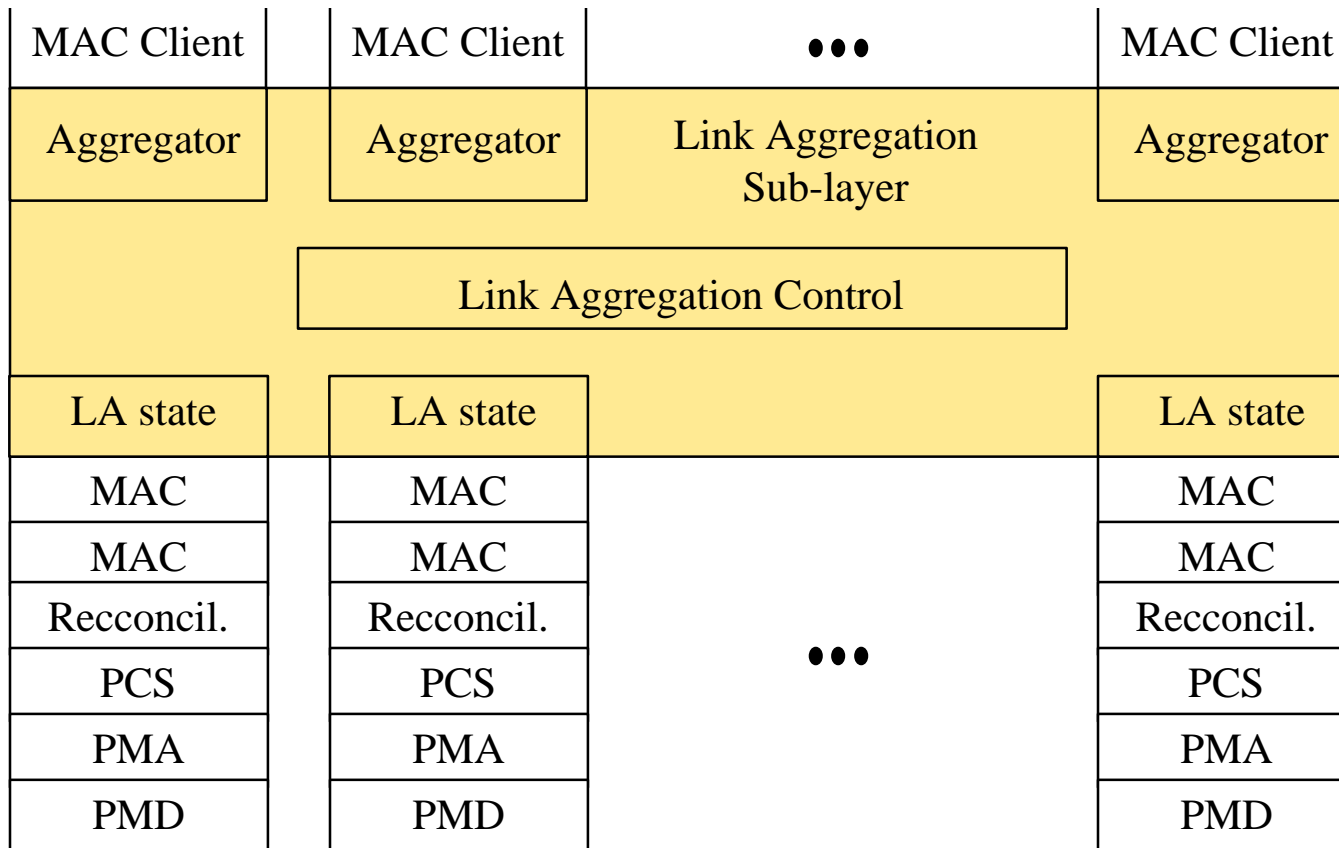 MAC Client MAC Client ••• MAC Client
Aggregator Aggregator Link Aggregation Aggregator
Sub-layer
Link Aggregation Control
LA state LA state LA state
MAC MAC MAC
MAC MAC MAC
Recconcil. Recconcil. ••• Recconcil.
PCS PCS PCS
PMA PMA PMA
PMD PMD PMD